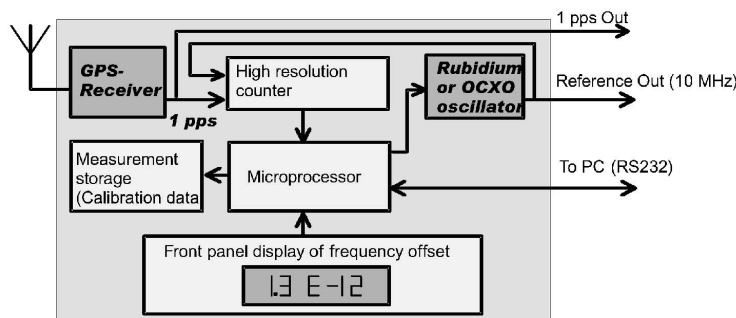 1 pps Out
GPS-
Receiver
1 pps
High resolution
counter
Rubidium
or OCXO
oscillator
Reference Out (10 MHz)
Measurement
storage
(Calibration data
Microprocessor
To PC (RS232)
Front panel display of frequency offset
1.3 E-12